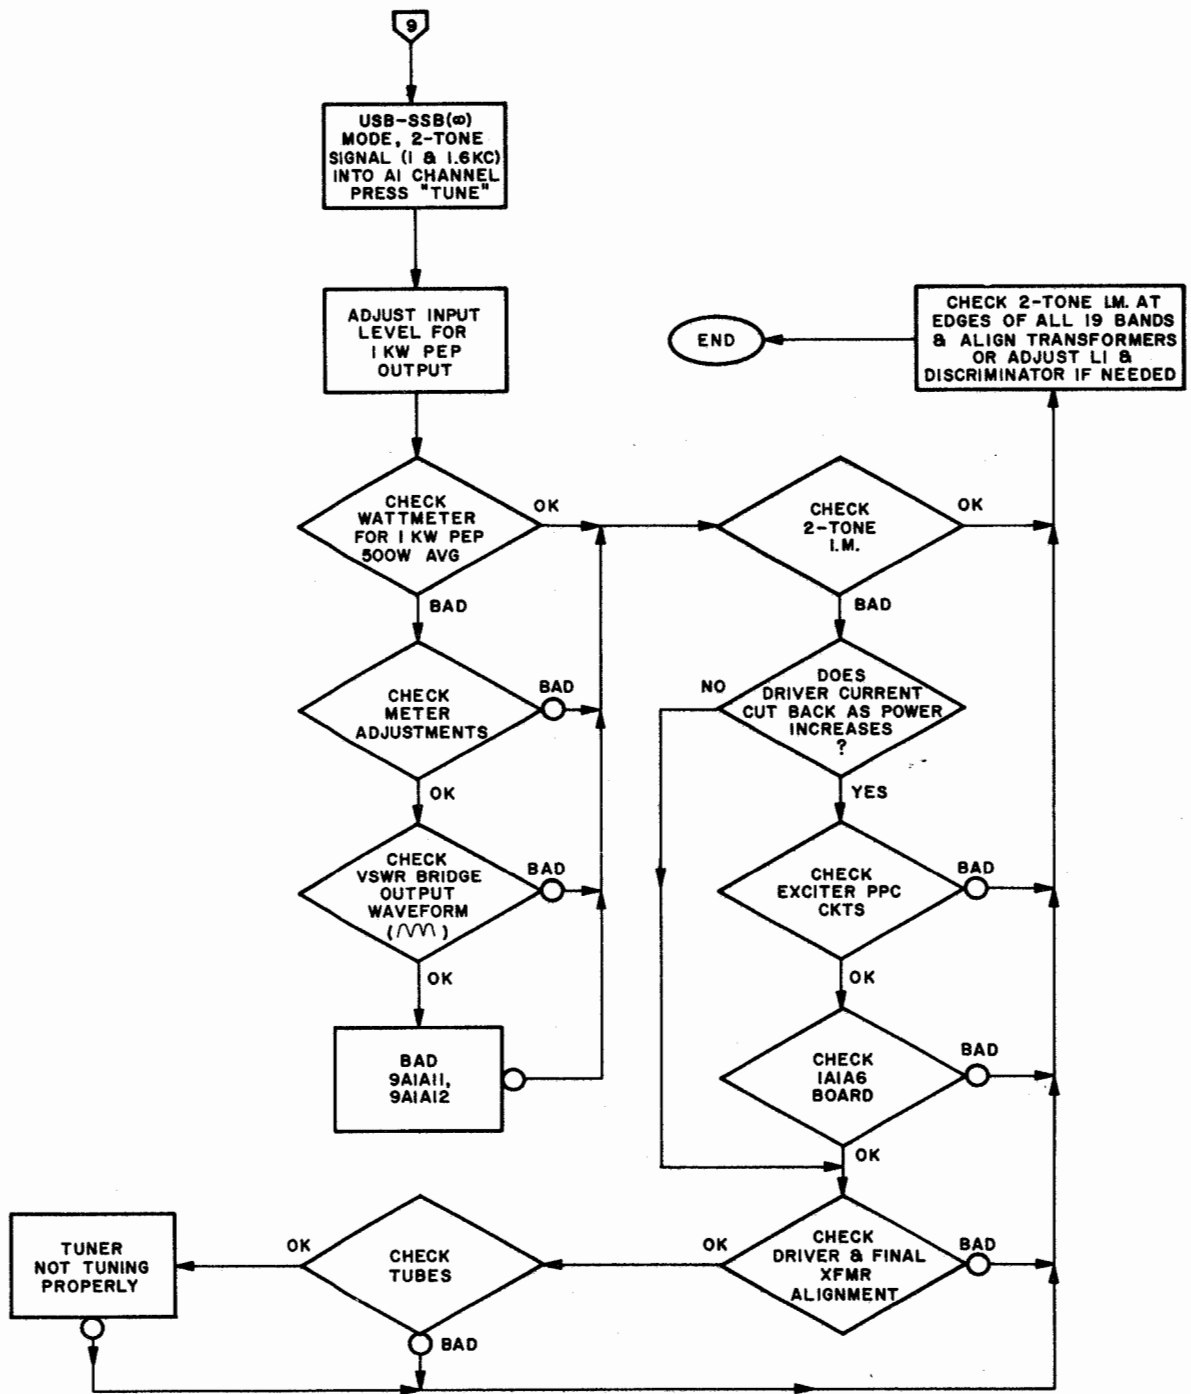 9
USB-SSB(∞)
MODE, 2-TONE
SIGNAL (1 & 1.6KC)
INTO A1 CHANNEL
PRESS "TUNE"
ADJUST INPUT
LEVEL FOR
1 KW PEP
OUTPUT
END
CHECK 2-TONE I.M. AT
EDGES OF ALL 19 BANDS
& ALIGN TRANSFORMERS
OR ADJUST L1 &
DISCRIMINATOR IF NEEDED
CHECK
WATTMETER
FOR 1 KW PEP
500W AVG
OK
BAD
CHECK
2-TONE
I.M.
OK
BAD
CHECK
METER
ADJUSTMENTS
BAD
OK
DOES
DRIVER CURRENT
CUT BACK AS POWER
INCREASES
?
NO
YES
CHECK
VSWR BRIDGE
OUTPUT
WAVEFORM
( )
BAD
OK
CHECK
EXCITER PPC
CKTS
BAD
OK
BAD
9A1A11,
9A1A12
CHECK
1A1A6
BOARD
BAD
OK
CHECK
DRIVER & FINAL
XFMR
ALIGNMENT
BAD
OK
CHECK
TUBES
OK
BAD
TUNER
NOT TUNING
PROPERLY